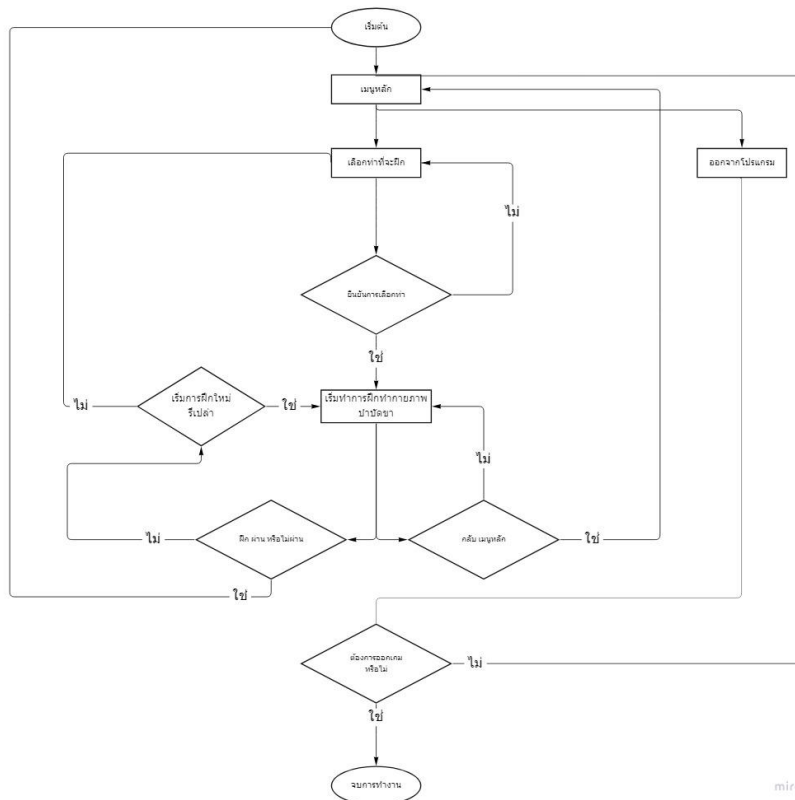 เริ่มต้น
เมนูหลัก
เลือกท่าที่จะฝึก
ออกจากโปรแกรม
ไม่
ยืนยันการเลือกท่า
ใช่
เริ่มการฝึกใหม่
รึเปล่า
ไม่
ใช่
เริ่มทำการฝึกทำกายภาพ
บำบัดขา
ไม่
ฝึก ผ่าน หรือไม่ผ่าน
ไม่
กลับ เมนูหลัก
ใช่
ใช่
ต้องการออกเกม
หรือไม่
ไม่
ใช่
จบการทำงาน